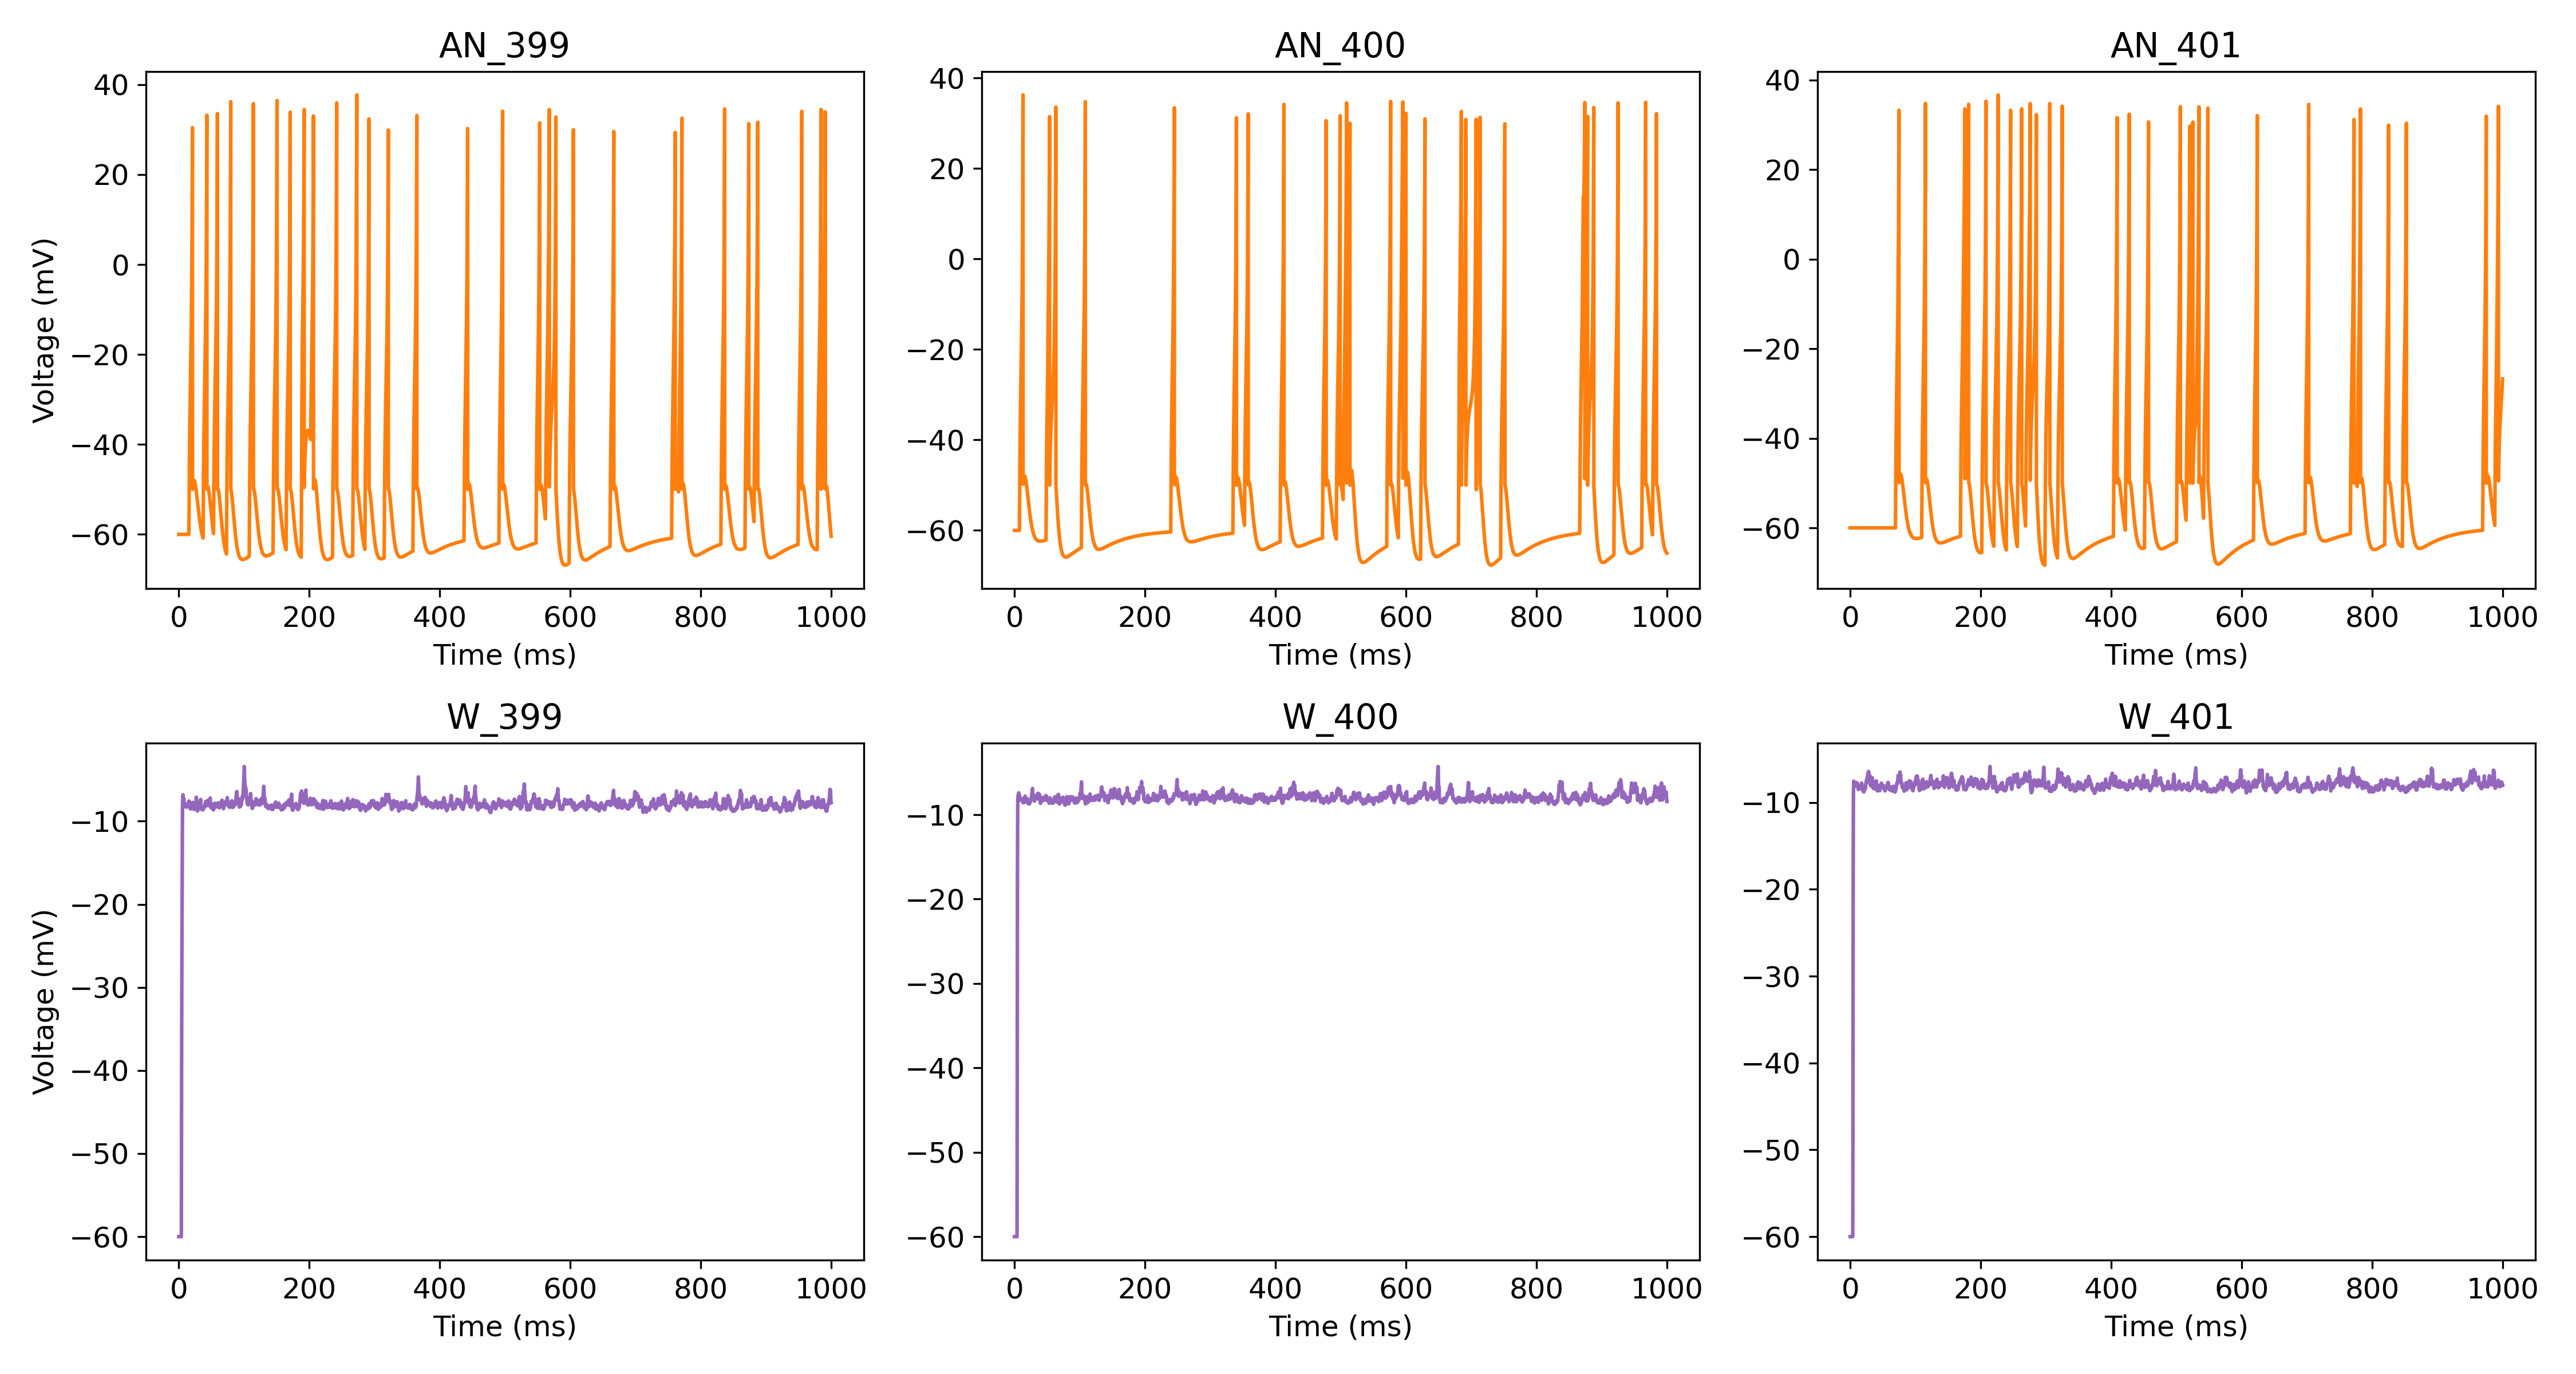 AN_399 AN_400 AN_401
40 40 40
20 20 20
0 0 0
−20 −20 −20
−40 −40 −40
−60 −60 −60
Voltage (mV)
0 200 400 600 800 1000 0 200 400 600 800 1000 0 200 400 600 800 1000
Time (ms) Time (ms) Time (ms)
W_399 W_400 W_401
−10 −10 −10
−20 −20 −20
−30 −30 −30
−40 −40 −40
−50 −50 −50
−60 −60 −60
Voltage (mV)
0 200 400 600 800 1000 0 200 400 600 800 1000 0 200 400 600 800 1000
Time (ms) Time (ms) Time (ms)